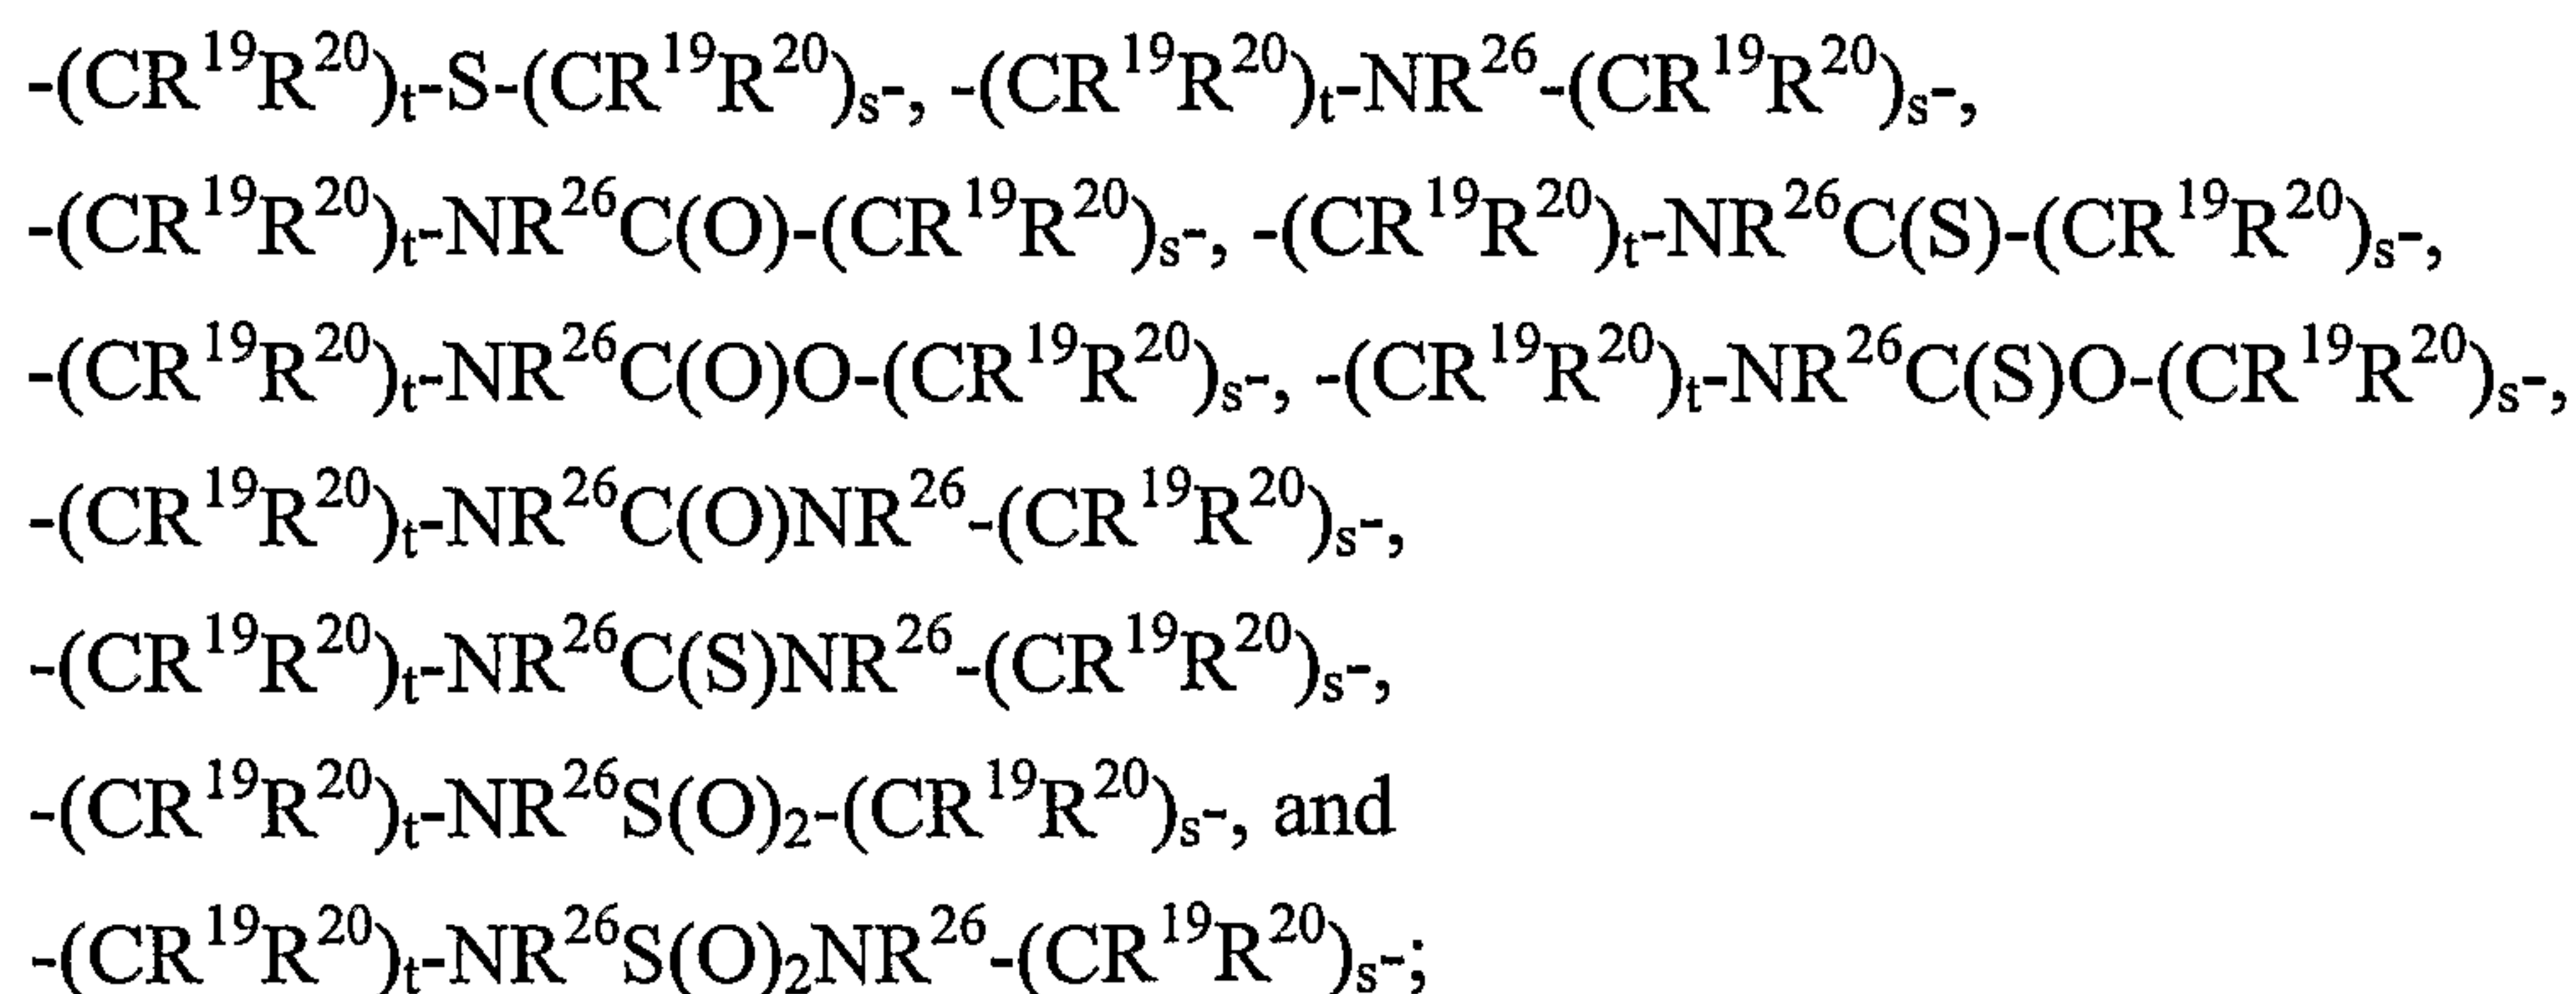 -(CR¹⁹R²⁰)ₜ-S-(CR¹⁹R²⁰)ₛ-, -(CR¹⁹R²⁰)ₜ-NR²⁶-(CR¹⁹R²⁰)ₛ-,
-(CR¹⁹R²⁰)ₜ-NR²⁶C(O)-(CR¹⁹R²⁰)ₛ-, -(CR¹⁹R²⁰)ₜ-NR²⁶C(S)-(CR¹⁹R²⁰)ₛ-,
-(CR¹⁹R²⁰)ₜ-NR²⁶C(O)O-(CR¹⁹R²⁰)ₛ-, -(CR¹⁹R²⁰)ₜ-NR²⁶C(S)O-(CR¹⁹R²⁰)ₛ-,
-(CR¹⁹R²⁰)ₜ-NR²⁶C(O)NR²⁶-(CR¹⁹R²⁰)ₛ-,
-(CR¹⁹R²⁰)ₜ-NR²⁶C(S)NR²⁶-(CR¹⁹R²⁰)ₛ-,
-(CR¹⁹R²⁰)ₜ-NR²⁶S(O)₂-(CR¹⁹R²⁰)ₛ-, and
-(CR¹⁹R²⁰)ₜ-NR²⁶S(O)₂NR²⁶-(CR¹⁹R²⁰)ₛ-;